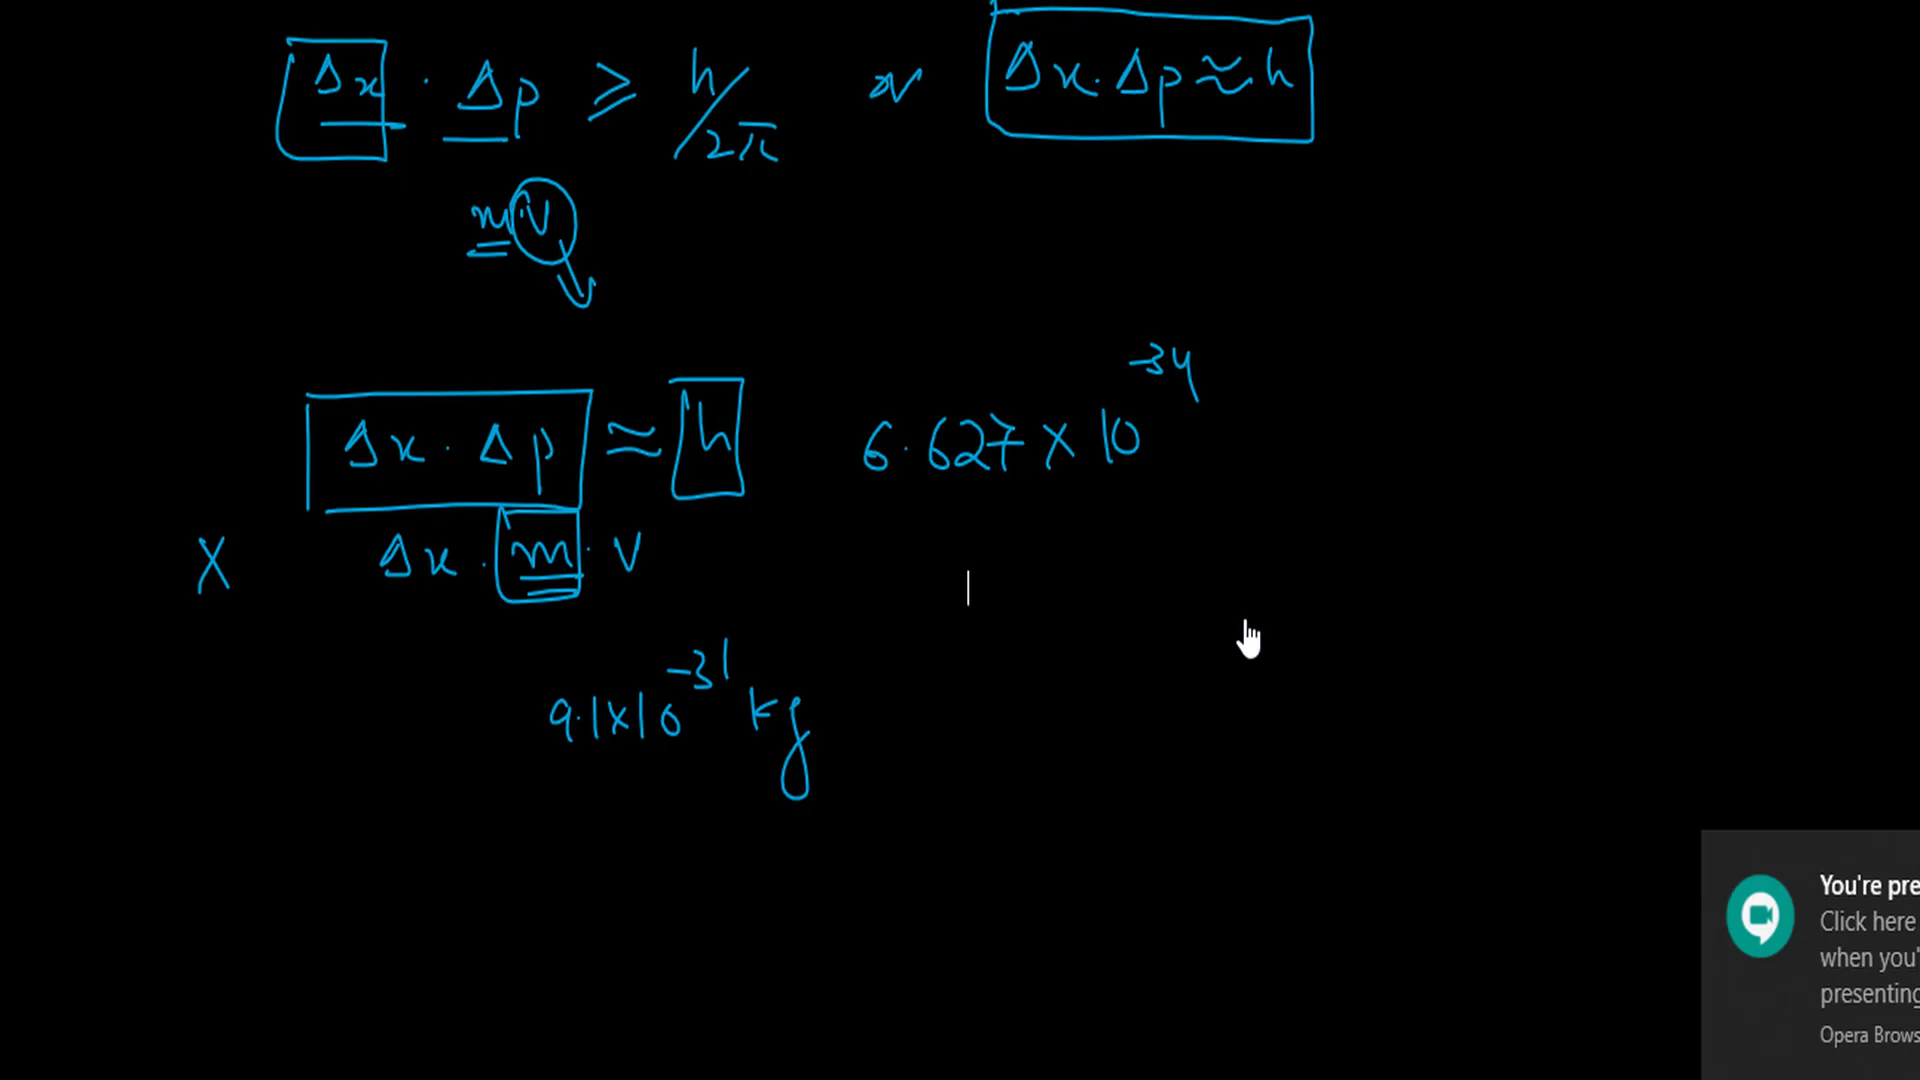 Δx · Δp ≥ h/2π or Δx · Δp ≈ h
m v
Δx · Δp ≈ h 6.627 × 10⁻³⁴
X Δx · m · v
9.1×10⁻³¹ kg
You're pre
Click here
when you'
presenting
Opera Brows